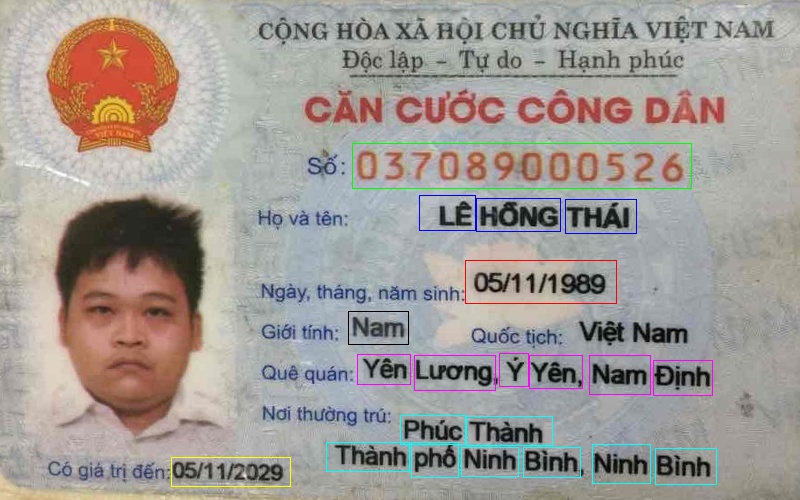 CỘNG HÒA XÃ HỘI CHỦ NGHĨA VIỆT NAM
Độc lập - Tự do - Hạnh phúc
VIỆT NAM
CĂN CƯỚC CÔNG DÂN
Số: 037089000526
Họ và tên: LÊ HỒNG THÁI
Ngày, tháng, năm sinh: 05/11/1989
Giới tính: Nam Quốc tịch: Việt Nam
Quê quán: Yên Lương, Ý Yên, Nam Định
Nơi thường trú: Phúc Thành
Thành phố Ninh Bình, Ninh Bình
Có giá trị đến: 05/11/2029